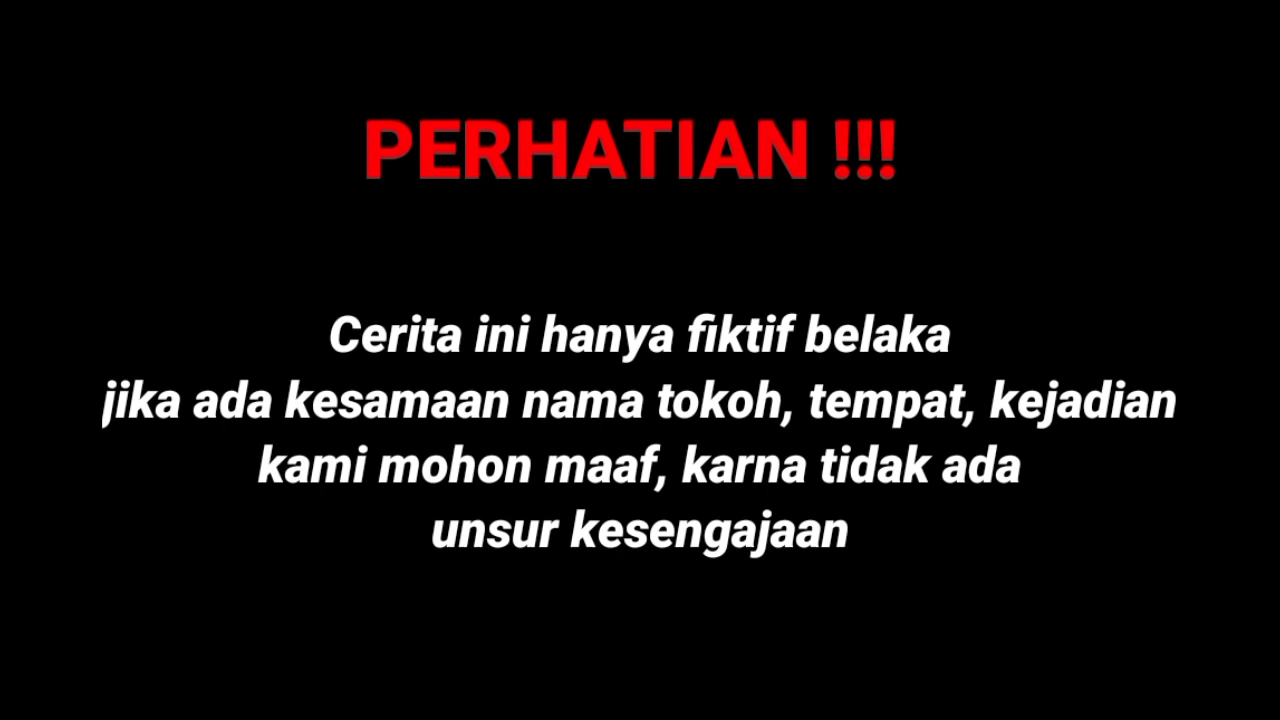 PERHATIAN !!!
Cerita ini hanya fiktif belaka
jika ada kesamaan nama tokoh, tempat, kejadian
kami mohon maaf, karna tidak ada
unsur kesengajaan